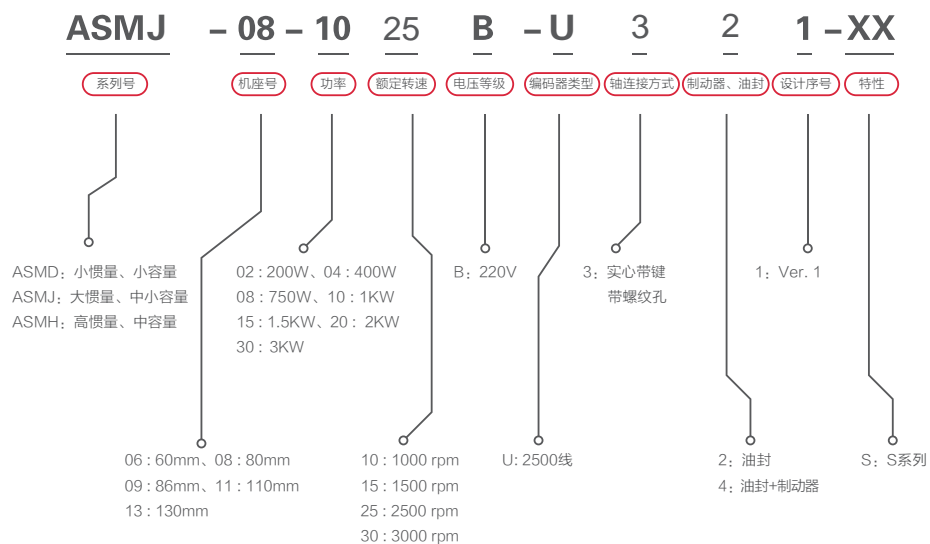 ASMJ -08-10 25 B -U 3 2 1-XX
系列号 机座号 功率 额定转速 电压等级 编码器类型 轴连接方式 制动器、油封 设计序号 特性
ASMD：小惯量、小容量
ASMJ：大惯量、中小容量
ASMH：高惯量、中容量
02 : 200W、04 : 400W
08 : 750W、10 : 1KW
15 : 1.5KW、20 : 2KW
30 : 3KW
B：220V
3：实心带键
带螺纹孔
1：Ver. 1
06 : 60mm、08 : 80mm
09 : 86mm、11 : 110mm
13 : 130mm
10 : 1000 rpm
15 : 1500 rpm
25 : 2500 rpm
30 : 3000 rpm
U: 2500线
2：油封
4：油封+制动器
S：S系列